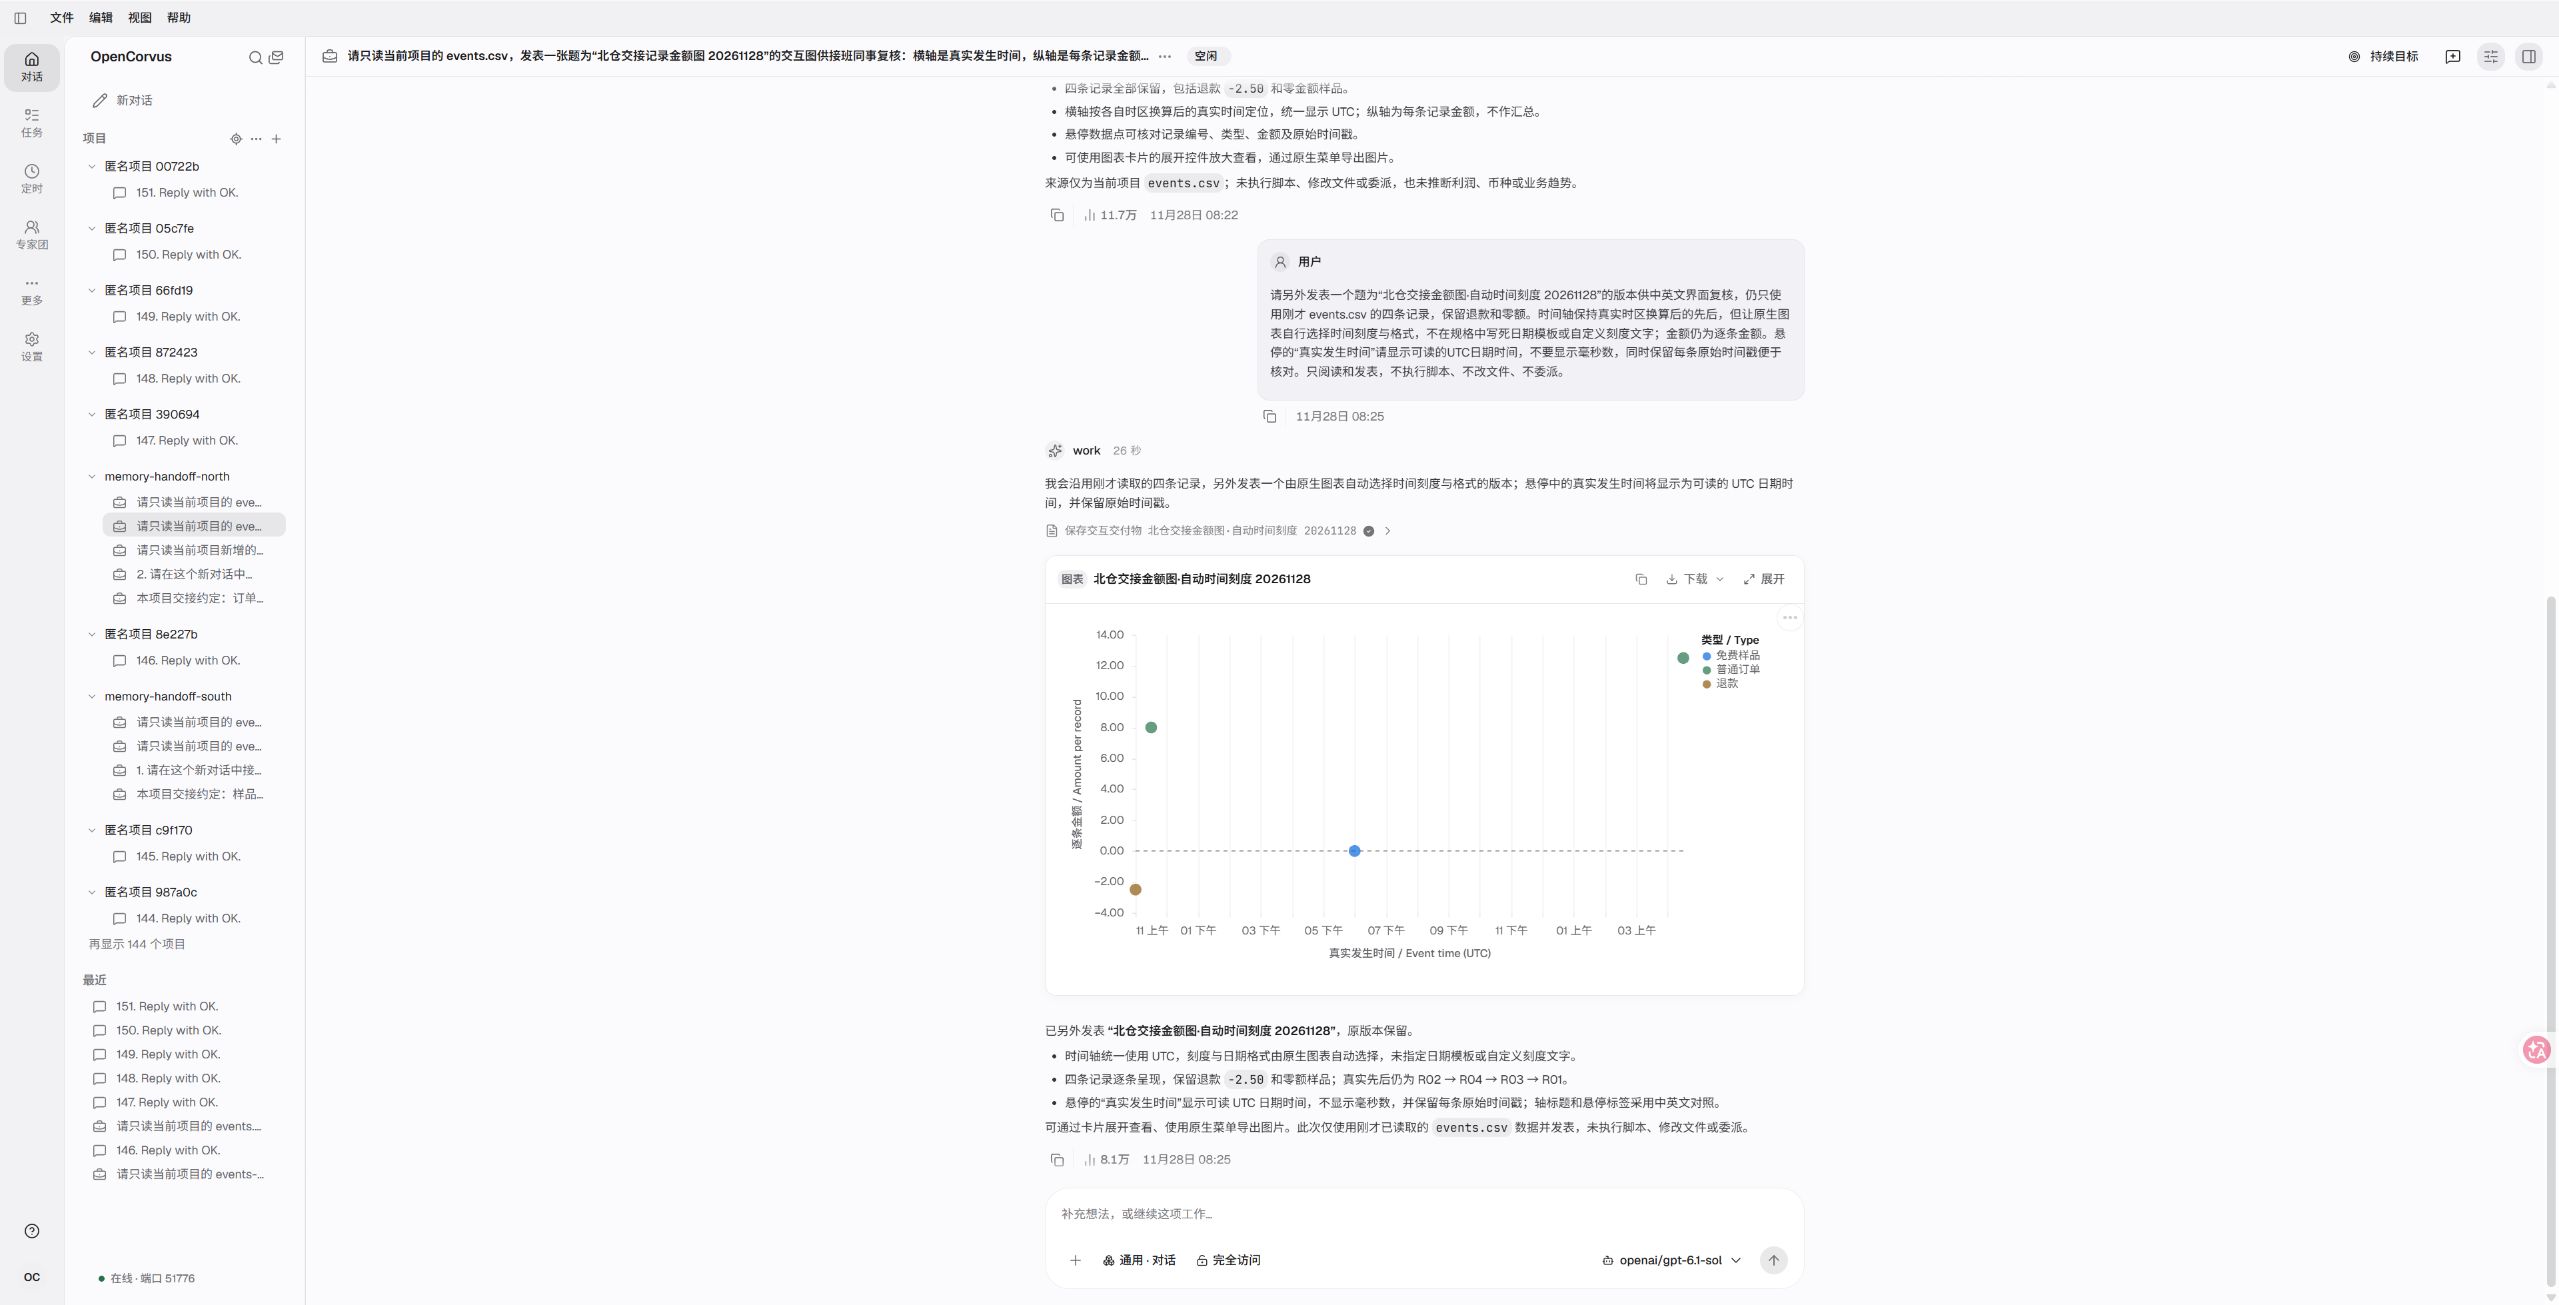 文件 编辑 视图 帮助
对话
任务
定时
专家团
更多
设置
OC
OpenCorvus
新对话
项目
匿名项目 00722b
151. Reply with OK.
匿名项目 05c7fe
150. Reply with OK.
匿名项目 66fd19
149. Reply with OK.
匿名项目 872423
148. Reply with OK.
匿名项目 390694
147. Reply with OK.
memory-handoff-north
请只读当前项目的 eve...
请只读当前项目的 eve...
请只读当前项目新增的...
2. 请在这个新对话中...
本项目交接约定：订单...
匿名项目 8e227b
146. Reply with OK.
memory-handoff-south
请只读当前项目的 eve...
请只读当前项目的 eve...
1. 请在这个新对话中接...
本项目交接约定：样品...
匿名项目 c9f170
145. Reply with OK.
匿名项目 987a0c
144. Reply with OK.
再显示 144 个项目
最近
151. Reply with OK.
150. Reply with OK.
149. Reply with OK.
148. Reply with OK.
147. Reply with OK.
请只读当前项目的 events....
146. Reply with OK.
请只读当前项目的 events-...
在线 · 端口 51776
请只读当前项目的 events.csv，发表一张题为“北仓交接记录金额图 20261128”的交互图供接班同事复核：横轴是真实发生时间，纵轴是每条记录金额... ··· 空闲
持续目标
• 四条记录全部保留，包括退款 -2.50 和零金额样品。
• 横轴按各自时区换算后的真实时间定位，统一显示 UTC；纵轴为每条记录金额，不作汇总。
• 悬停数据点可核对记录编号、类型、金额及原始时间戳。
• 可使用图表卡片的展开控件放大查看，通过原生菜单导出图片。
来源仅为当前项目 events.csv；未执行脚本、修改文件或委派，也未推断利润、币种或业务趋势。
11.7万 11月28日 08:22
用户
请另外发表一个题为“北仓交接金额图·自动时间刻度 20261128”的版本供中英文界面复核，仍只使
用刚才 events.csv 的四条记录，保留退款和零额。时间轴保持真实时区换算后的先后，但让原生图
表自行选择时间刻度与格式，不在规格中写死日期模板或自定义刻度文字；金额仍为逐条金额。悬
停的“真实发生时间”请显示可读的UTC日期时间，不要显示毫秒数，同时保留每条原始时间戳便于
核对。只阅读和发表，不执行脚本、不改文件、不委派。
11月28日 08:25
work 26 秒
我会沿用刚才读取的四条记录，另外发表一个由原生图表自动选择时间刻度与格式的版本；悬停中的真实发生时间将显示为可读的 UTC 日期时
间，并保留原始时间戳。
保存交互交付物 北仓交接金额图·自动时间刻度 20261128
图表 北仓交接金额图·自动时间刻度 20261128
下载 展开
14.00
12.00
10.00
8.00
6.00
4.00
2.00
0.00
−2.00
−4.00
逐条金额 / Amount per record
11 上午 01 下午 03 下午 05 下午 07 下午 09 下午 11 下午 01 上午 03 上午
真实发生时间 / Event time (UTC)
类型 / Type
免费样品
普通订单
退款
已另外发表 “北仓交接金额图·自动时间刻度 20261128”，原版本保留。
• 时间轴统一使用 UTC，刻度与日期格式由原生图表自动选择，未指定日期模板或自定义刻度文字。
• 四条记录逐条呈现，保留退款 -2.50 和零额样品；真实先后仍为 R02 → R04 → R03 → R01。
• 悬停的“真实发生时间”显示可读 UTC 日期时间，不显示毫秒数，并保留每条原始时间戳；轴标题和悬停标签采用中英文对照。
可通过卡片展开查看、使用原生菜单导出图片。此次仅使用刚才已读取的 events.csv 数据并发表，未执行脚本、修改文件或委派。
8.1万 11月28日 08:25
补充想法，或继续这项工作...
通用 · 对话 完全访问
openai/gpt-6.1-sol